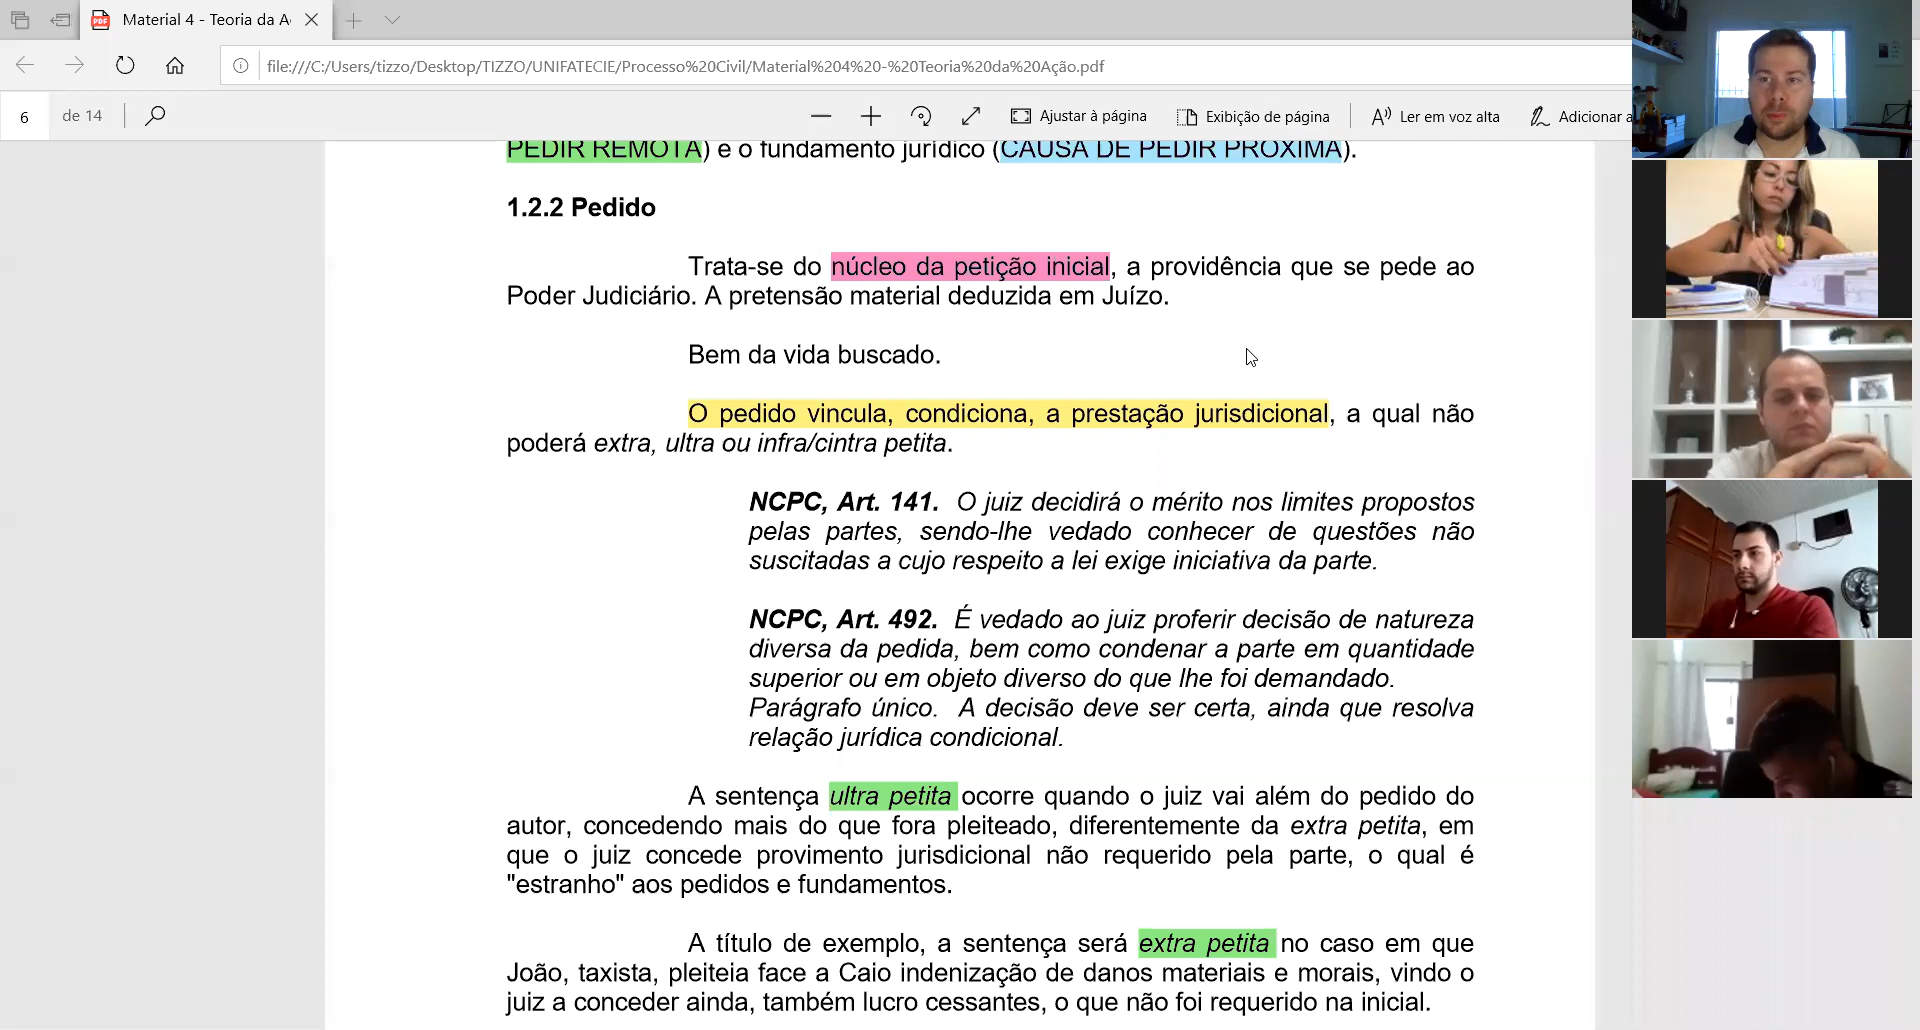 Material 4 - Teoria da A
file:///C:/Users/tizzo/Desktop/TIZZO/UNIFATECIE/Processo%20Civil/Material%204%20-%20Teoria%20da%20Ação.pdf
6 de 14 Ajustar à página Exibição de página Ler em voz alta Adicionar a
PEDIR REMOTA) e o fundamento jurídico (CAUSA DE PEDIR PRÓXIMA).
1.2.2 Pedido
Trata-se do núcleo da petição inicial, a providência que se pede ao
Poder Judiciário. A pretensão material deduzida em Juízo.
Bem da vida buscado.
O pedido vincula, condiciona, a prestação jurisdicional, a qual não
poderá extra, ultra ou infra/cintra petita.
NCPC, Art. 141. O juiz decidirá o mérito nos limites propostos
pelas partes, sendo-lhe vedado conhecer de questões não
suscitadas a cujo respeito a lei exige iniciativa da parte.
NCPC, Art. 492. É vedado ao juiz proferir decisão de natureza
diversa da pedida, bem como condenar a parte em quantidade
superior ou em objeto diverso do que lhe foi demandado.
Parágrafo único. A decisão deve ser certa, ainda que resolva
relação jurídica condicional.
A sentença ultra petita ocorre quando o juiz vai além do pedido do
autor, concedendo mais do que fora pleiteado, diferentemente da extra petita, em
que o juiz concede provimento jurisdicional não requerido pela parte, o qual é
"estranho" aos pedidos e fundamentos.
A título de exemplo, a sentença será extra petita no caso em que
João, taxista, pleiteia face a Caio indenização de danos materiais e morais, vindo o
juiz a conceder ainda, também lucro cessantes, o que não foi requerido na inicial.